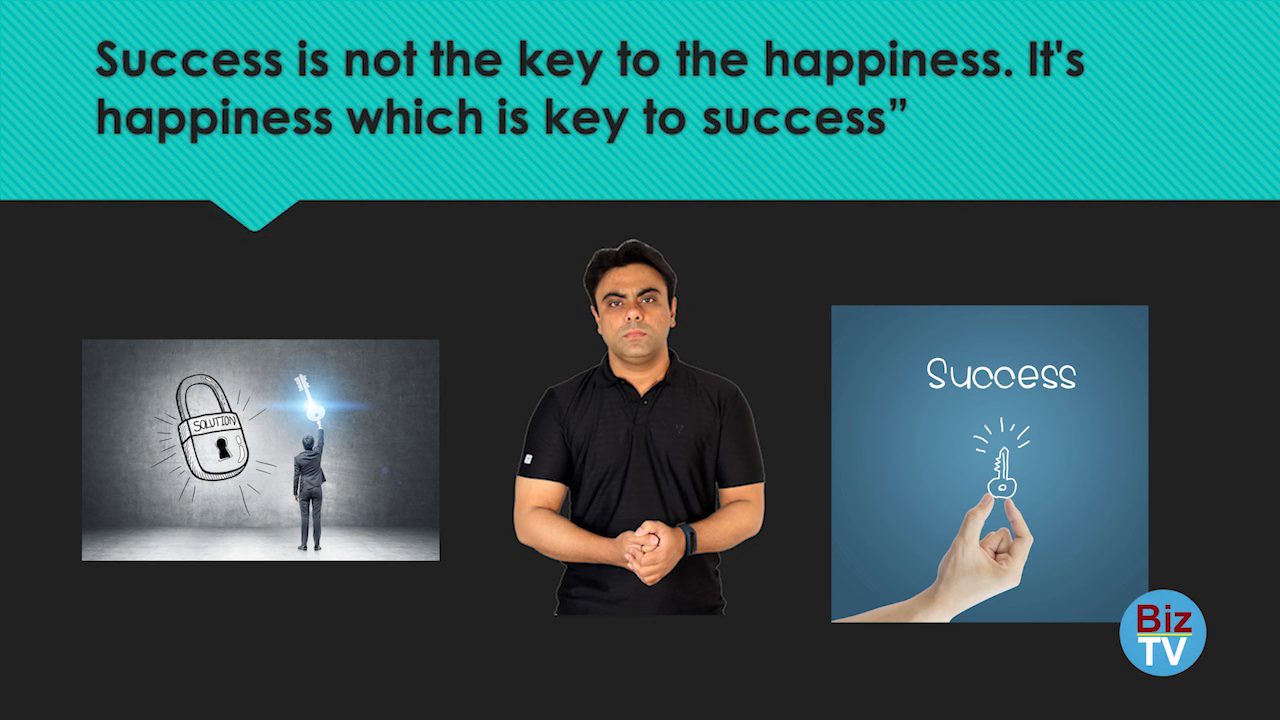 Success is not the key to the happiness. It's
happiness which is key to success”
SOLUTION
Success
Biz
TV